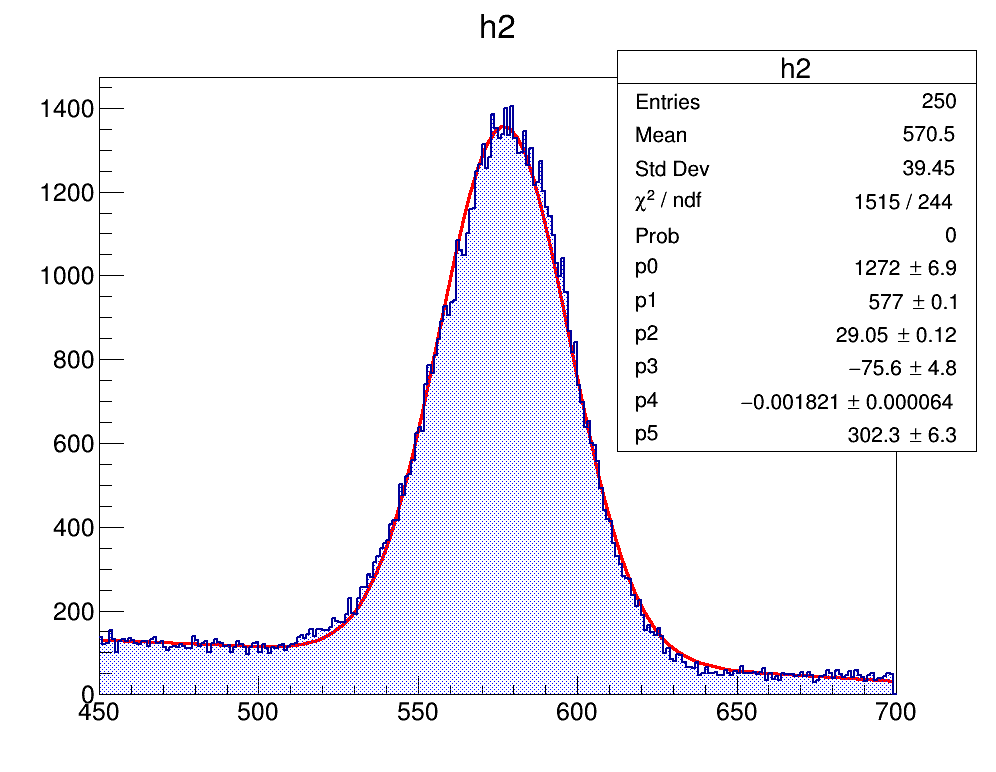 h2
h2
Entries 250
Mean 570.5
Std Dev 39.45
χ² / ndf 1515 / 244
Prob 0
p0 1272 ± 6.9
p1 577 ± 0.1
p2 29.05 ± 0.12
p3 −75.6 ± 4.8
p4 −0.001821 ± 0.000064
p5 302.3 ± 6.3
1400
1200
1000
800
600
400
200
0
450 500 550 600 650 700